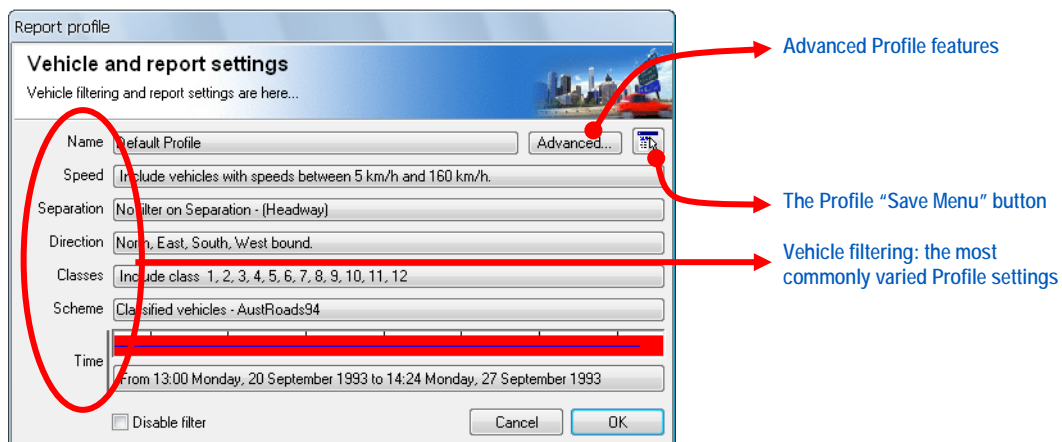 Report profile
Vehicle and report settings
Vehicle filtering and report settings are here...
Name
Default Profile
Advanced...
Speed
Include vehicles with speeds between 5 km/h and 160 km/h.
Separation
No filter on Separation - (Headway)
Direction
North, East, South, West bound.
Classes
Include class 1, 2, 3, 4, 5, 6, 7, 8, 9, 10, 11, 12
Scheme
Classified vehicles - AustRoads94
Time
From 13:00 Monday, 20 September 1993 to 14:24 Monday, 27 September 1993
Disable filter
Cancel
OK
Advanced Profile features
The Profile “Save Menu” button
Vehicle filtering: the most
commonly varied Profile settings